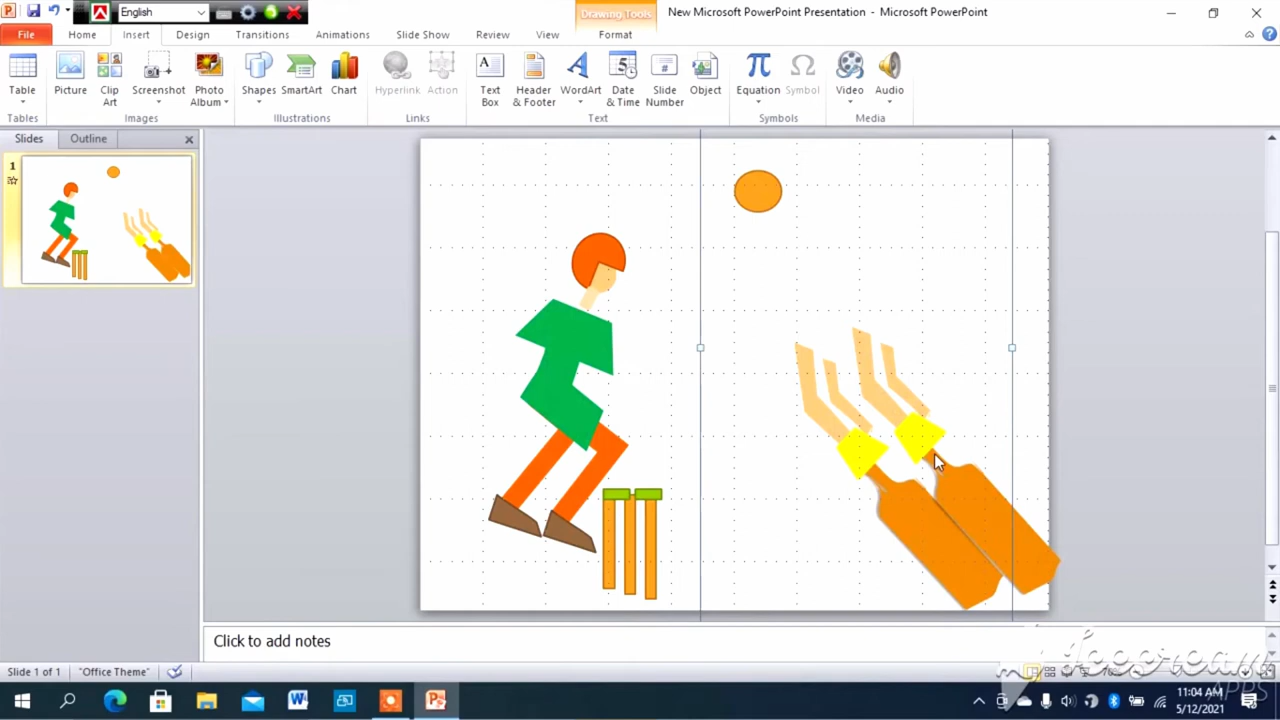 English
Drawing Tools
New Microsoft PowerPoint Presentation - Microsoft PowerPoint
File Home Insert Design Transitions Animations Slide Show Review View Format
Table
Picture
Clip Art
Screenshot
Photo Album
Shapes
SmartArt
Chart
Hyperlink
Action
Text Box
Header & Footer
WordArt
Date & Time
Slide Number
Object
Equation
Symbol
Video
Audio
Tables Images Illustrations Links Text Symbols Media
Slides Outline
1
Click to add notes
Slide 1 of 1 "Office Theme"
11:04 AM
5/12/2021
APPS